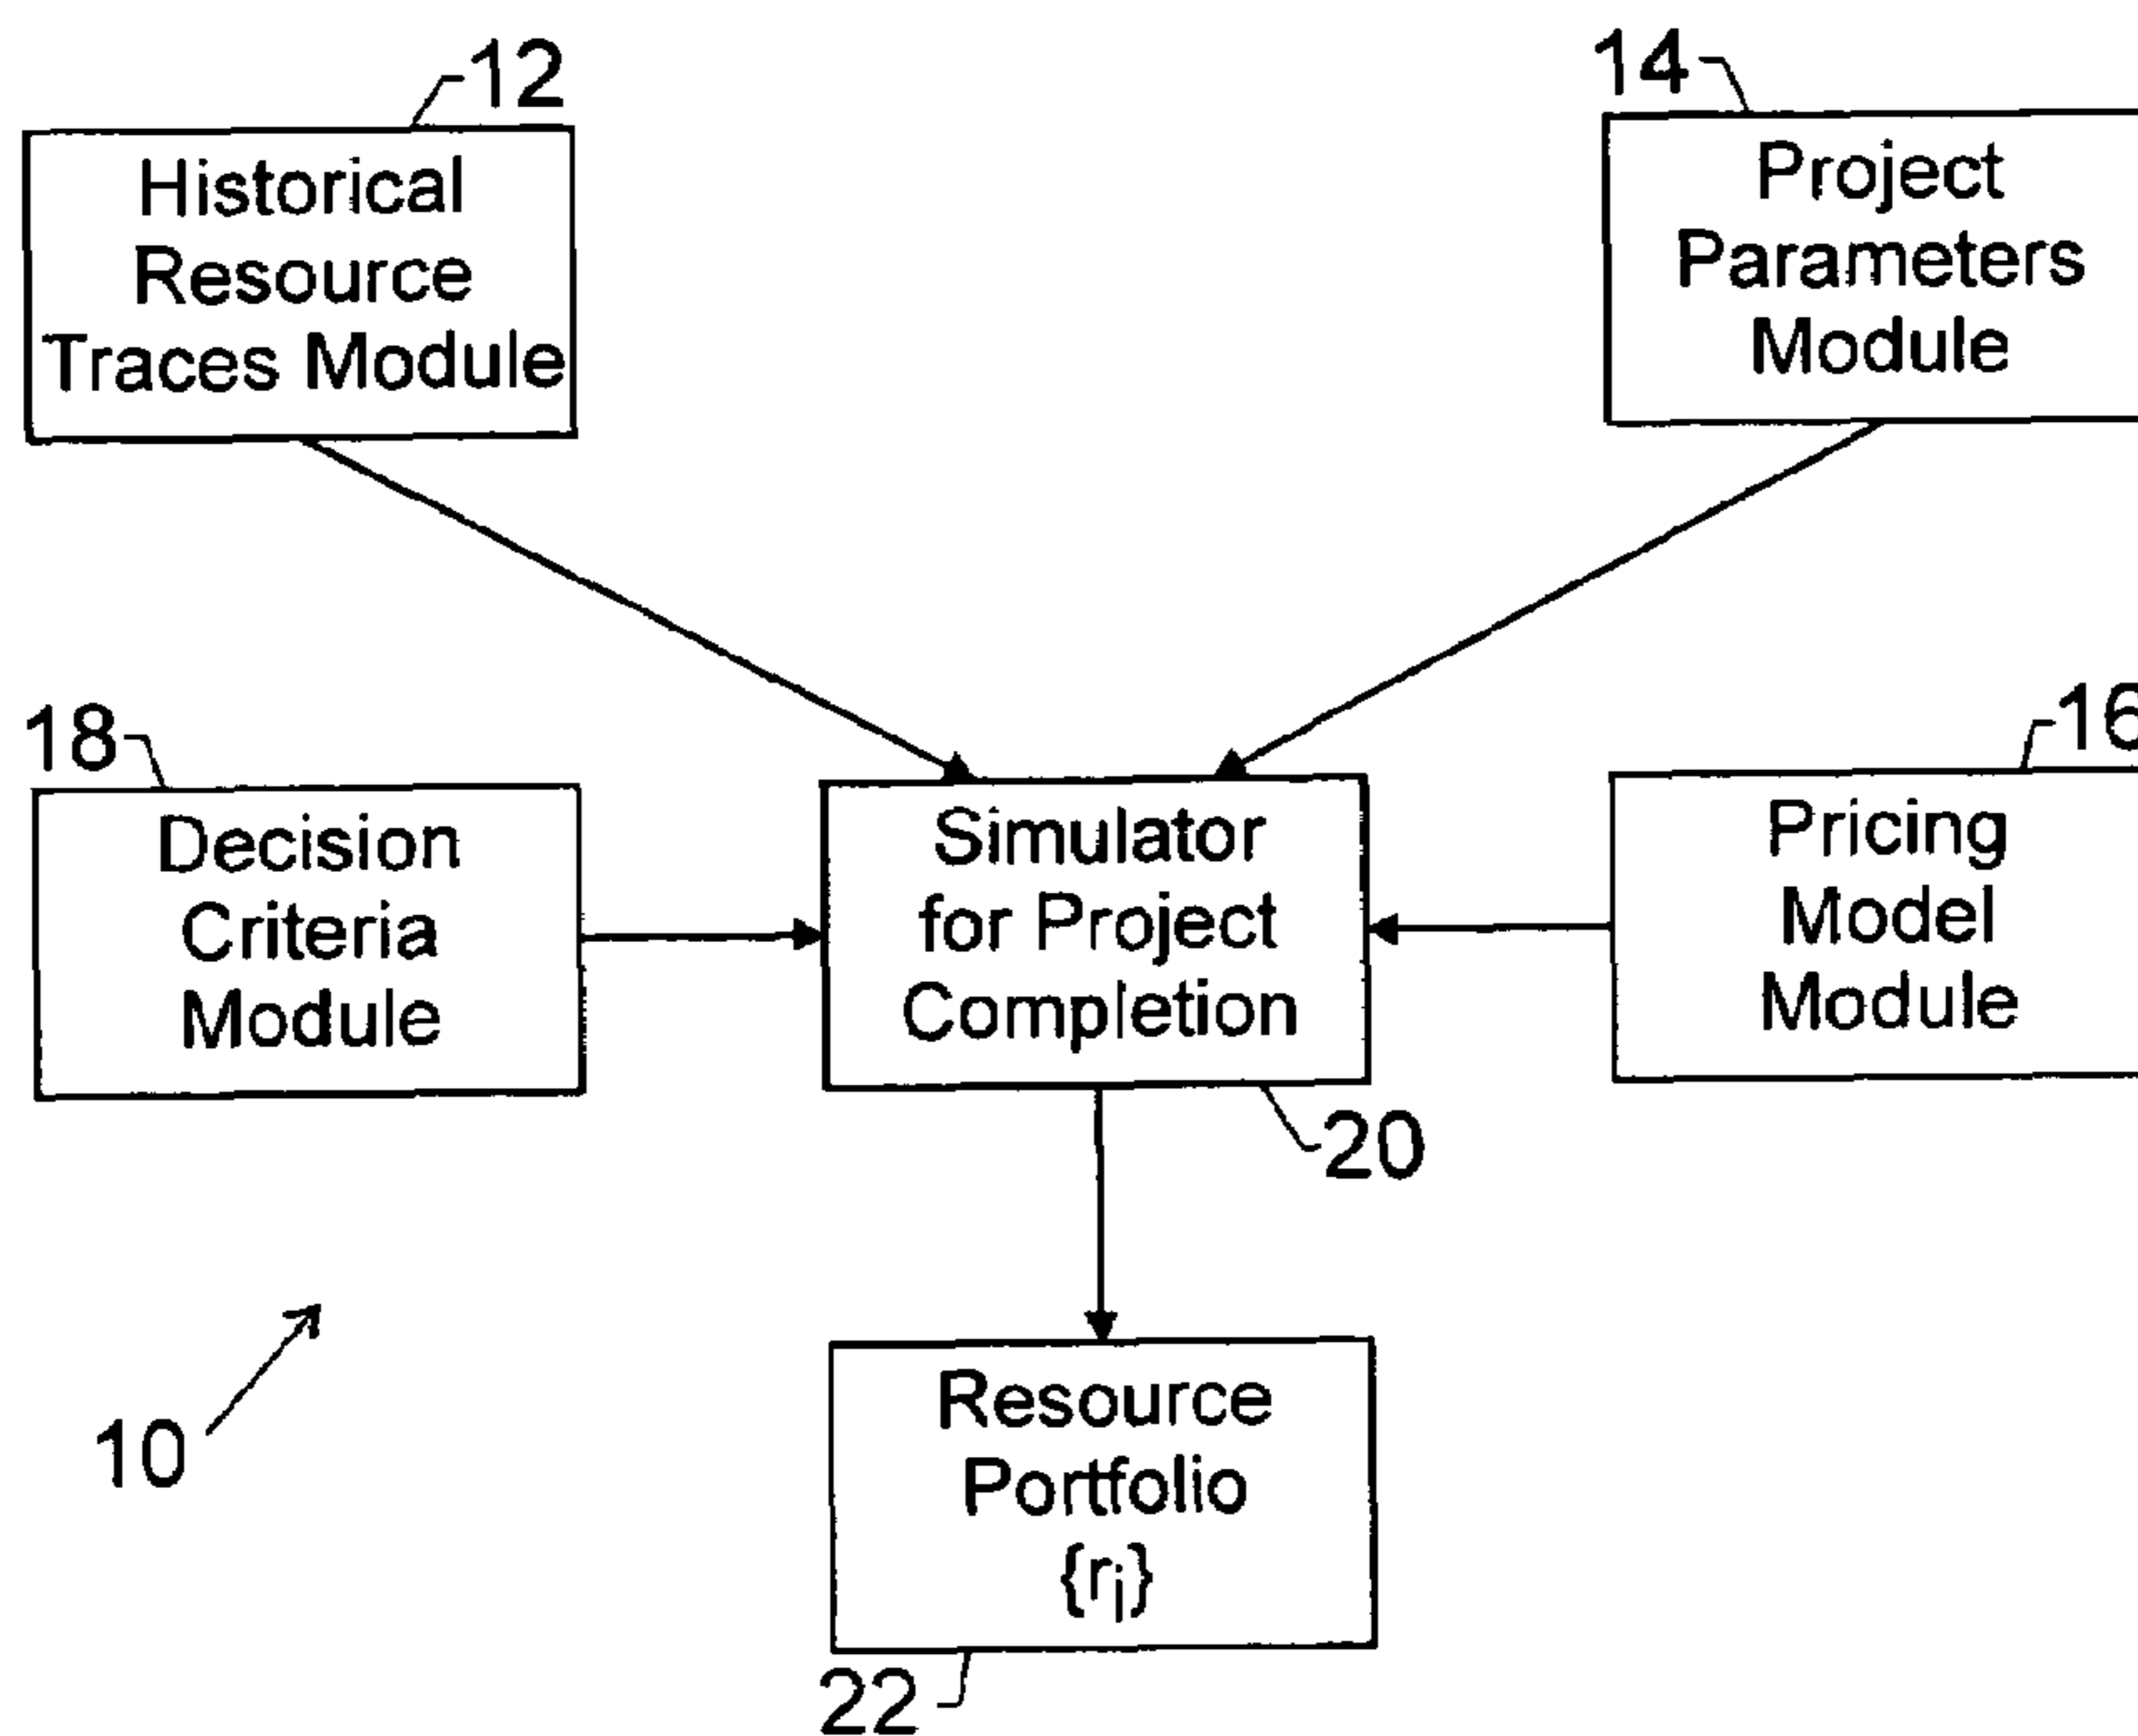 12
14
Historical
Resource
Traces Module
Project
Parameters
Module
18
16
Decision
Criteria
Module
Simulator
for Project
Completion
Pricing
Model
Module
20
10
Resource
Portfolio
{rj}
22